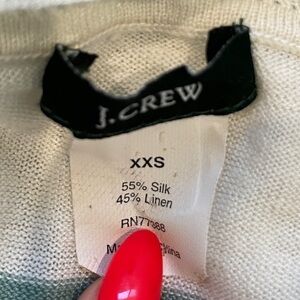 J.CREW
XXS
55% Silk
45% Linen
RN77388